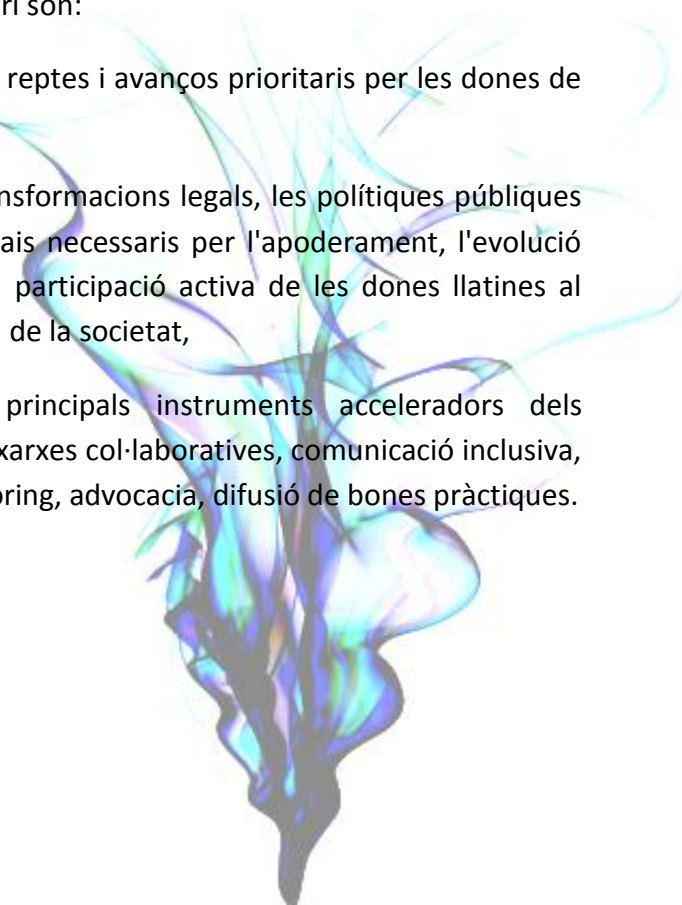 ri són:
reptes i avanços prioritaris per les dones de
nsformacions legals, les polítiques públiques
ais necessaris per l'apoderament, l'evolució
participació activa de les dones llatines al
de la societat,
principals instruments acceleradors dels
xarxes col·laboratives, comunicació inclusiva,
oring, advocacia, difusió de bones pràctiques.